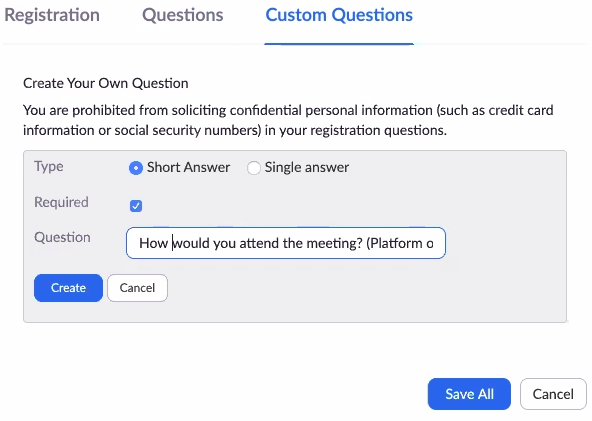 Registration Questions Custom Questions
Create Your Own Question
You are prohibited from soliciting confidential personal information (such as credit card
information or social security numbers) in your registration questions.
Type Short Answer Single answer
Required
Question How would you attend the meeting? (Platform o
Create Cancel
Save All Cancel